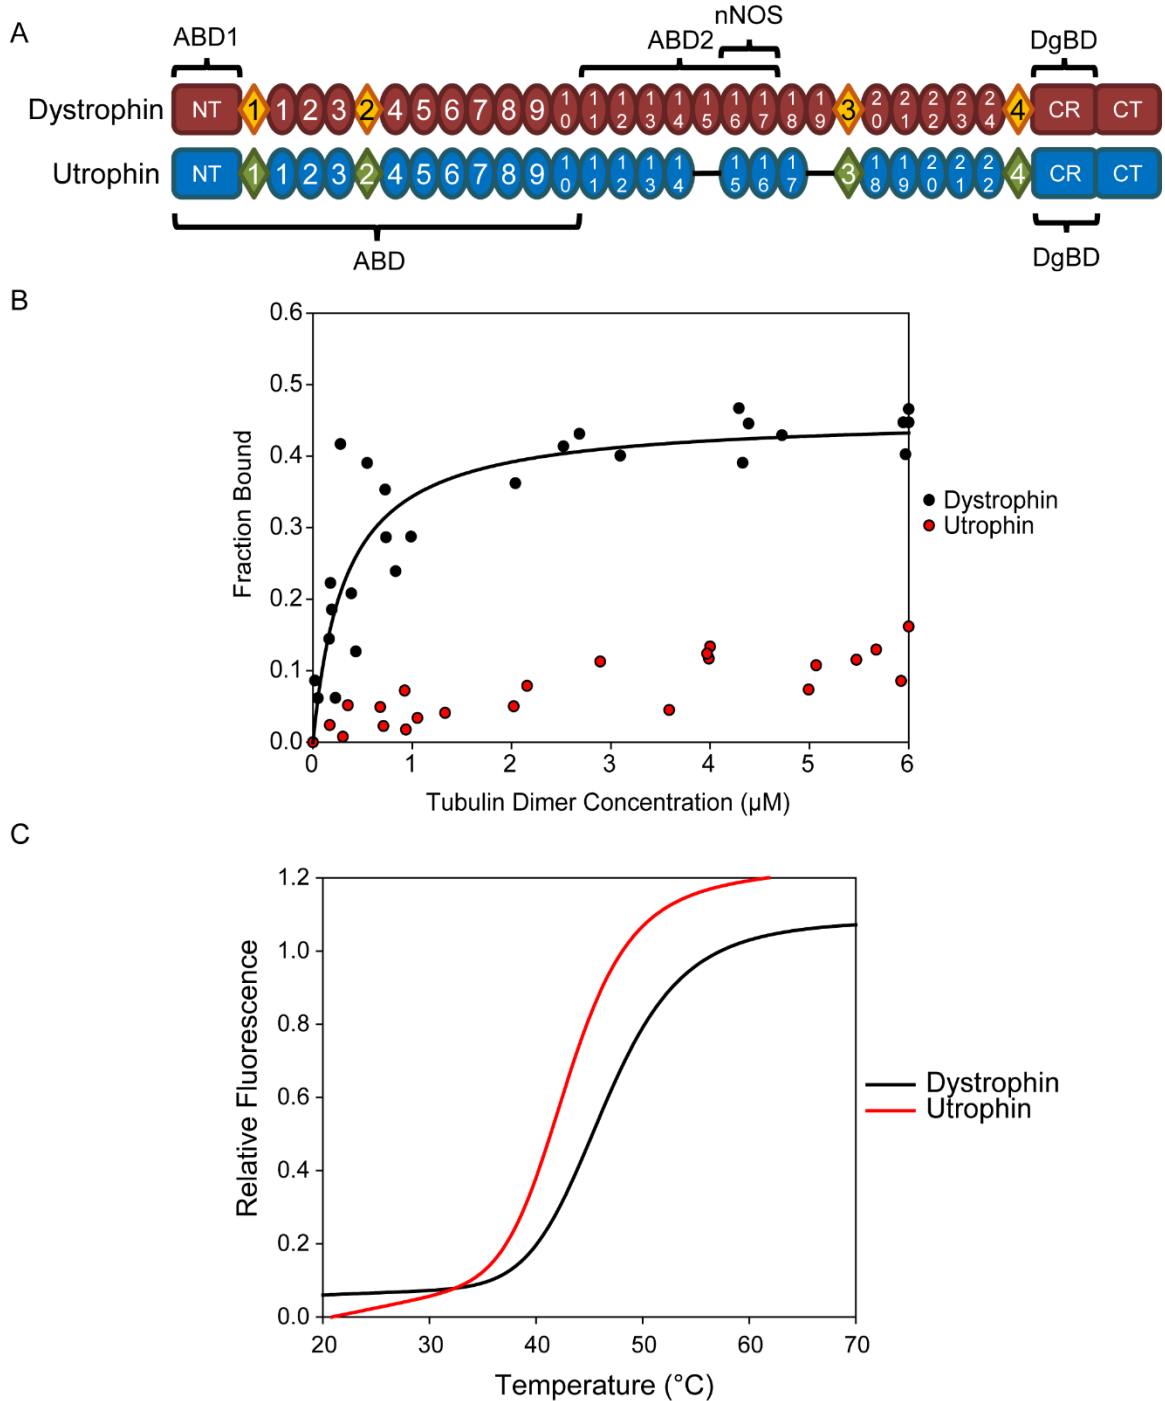 A
nNOS
ABD1
ABD2
DgBD
Dystrophin NT 1 1 2 3 2 4 5 6 7 8 9 10 11 12 13 14 15 16 17 18 19 3 20 21 22 23 24 4 CR CT
Utrophin NT 1 1 2 3 2 4 5 6 7 8 9 10 11 12 13 14 15 16 17 3 18 19 20 21 22 4 CR CT
ABD
DgBD
B
0.6
0.5
0.4
0.3
0.2
0.1
0.0
Fraction Bound
0 1 2 3 4 5 6
Tubulin Dimer Concentration (µM)
Dystrophin
Utrophin
C
1.2
1.0
0.8
0.6
0.4
0.2
0.0
Relative Fluorescence
20 30 40 50 60 70
Temperature (°C)
Dystrophin
Utrophin